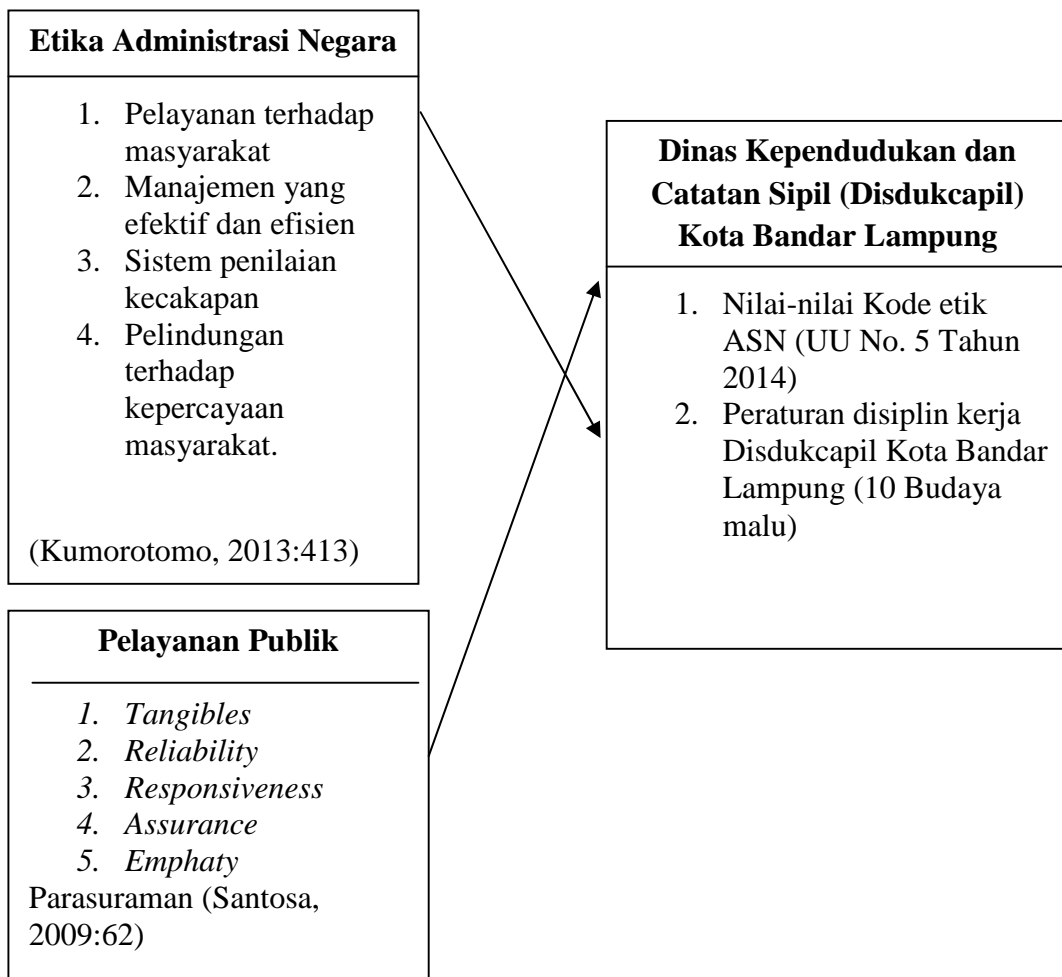 Etika Administrasi Negara
1. Pelayanan terhadap
masyarakat
2. Manajemen yang
efektif dan efisien
3. Sistem penilaian
kecakapan
4. Pelindungan
terhadap
kepercayaan
masyarakat.
(Kumorotomo, 2013:413)
Pelayanan Publik
1. Tangibles
2. Reliability
3. Responsiveness
4. Assurance
5. Emphaty
Parasuraman (Santosa,
2009:62)
Dinas Kependudukan dan
Catatan Sipil (Disdukcapil)
Kota Bandar Lampung
1. Nilai-nilai Kode etik
ASN (UU No. 5 Tahun
2014)
2. Peraturan disiplin kerja
Disdukcapil Kota Bandar
Lampung (10 Budaya
malu)